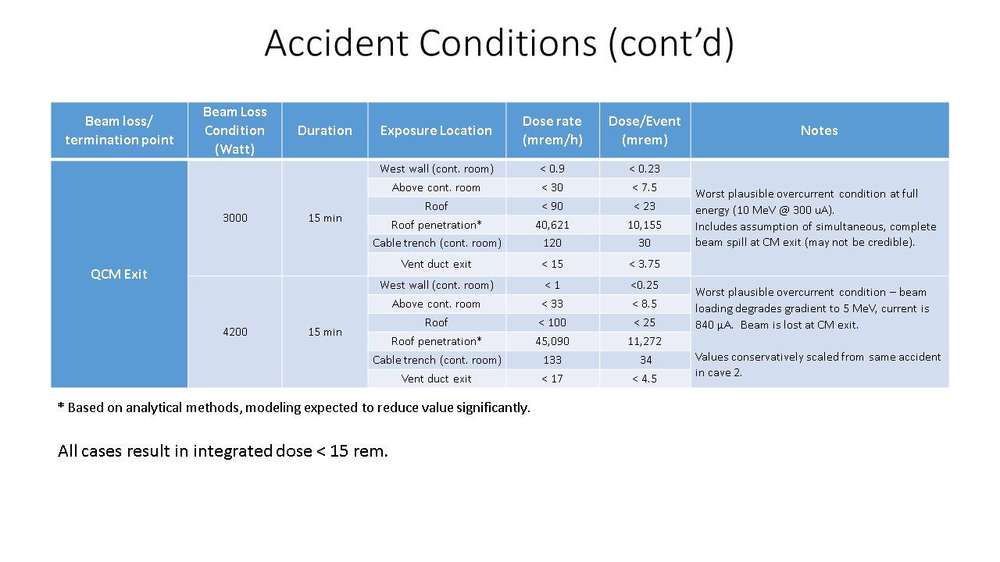 Accident Conditions (cont’d)
Beam loss/
termination point
Beam Loss
Condition
(Watt)
Duration
Exposure Location
Dose rate
(mrem/h)
Dose/Event
(mrem)
Notes
QCM Exit
3000
15 min
West wall (cont. room)
< 0.9
< 0.23
Above cont. room
< 30
< 7.5
Roof
< 90
< 23
Roof penetration*
40,621
10,155
Cable trench (cont. room)
120
30
Vent duct exit
< 15
< 3.75
Worst plausible overcurrent condition at full
energy (10 MeV @ 300 uA).
Includes assumption of simultaneous, complete
beam spill at CM exit (may not be credible).
4200
15 min
West wall (cont. room)
< 1
<0.25
Above cont. room
< 33
< 8.5
Roof
< 100
< 25
Roof penetration*
45,090
11,272
Cable trench (cont. room)
133
34
Vent duct exit
< 17
< 4.5
Worst plausible overcurrent condition – beam
loading degrades gradient to 5 MeV, current is
840 µA. Beam is lost at CM exit.
Values conservatively scaled from same accident
in cave 2.
* Based on analytical methods, modeling expected to reduce value significantly.
All cases result in integrated dose < 15 rem.